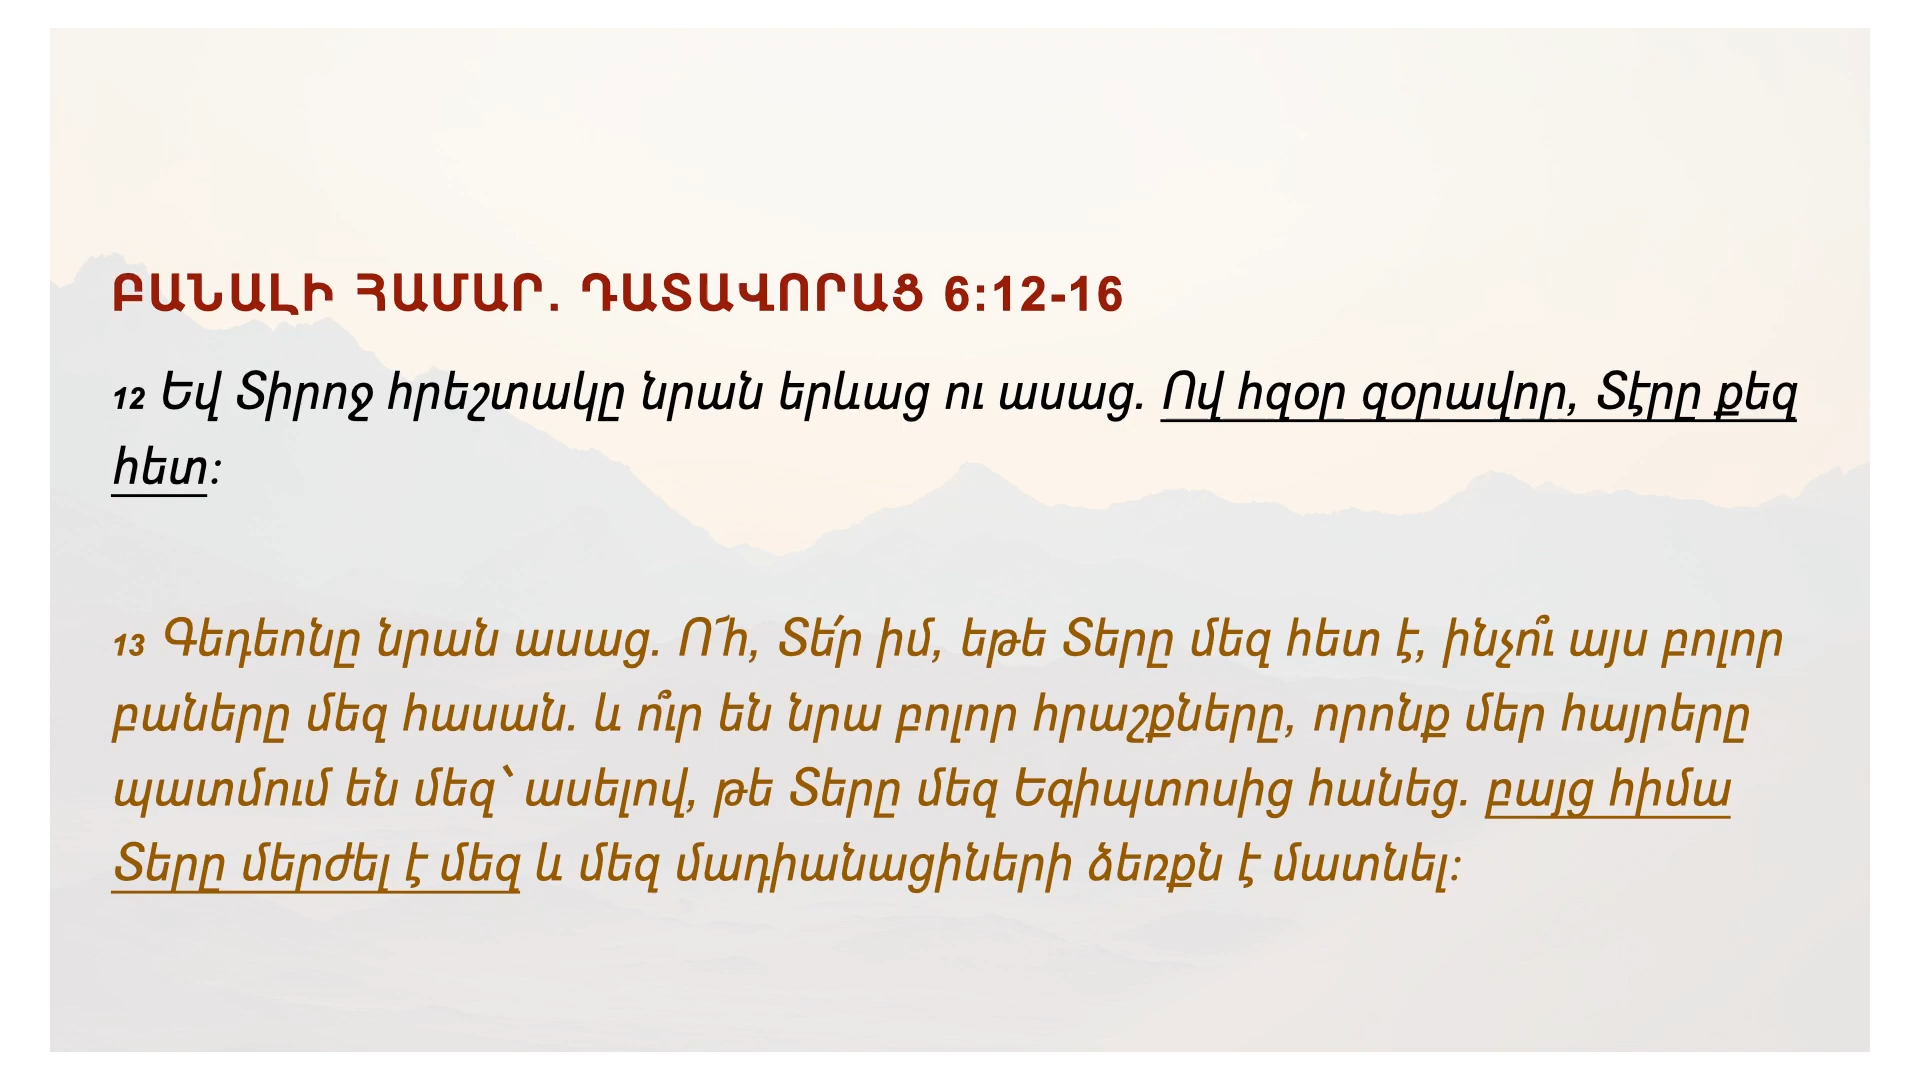 ԲԱՆԱԼԻ ՀԱՄԱՐ. ԴԱՏԱՎՈՐԱՑ 6:12-16
12 Եվ Տիրոջ հրեշտակը նրան երևաց ու ասաց. Ով հզօր զօրավոր, Տէրը քեզ
հետ:
13 Գեդեոնը նրան ասաց. Ո՜հ, Տե՛ր իմ, եթե Տերը մեզ հետ է, ինչո՞ւ այս բոլոր
բաները մեզ հասան. և ո՞ւր են նրա բոլոր հրաշքները, որոնք մեր հայրերը
պատմում են մեզ՝ ասելով, թե Տերը մեզ Եգիպտոսից հանեց. բայց հիմա
Տերը մերժել է մեզ և մեզ մադիանացիների ձեռքն է մատնել: